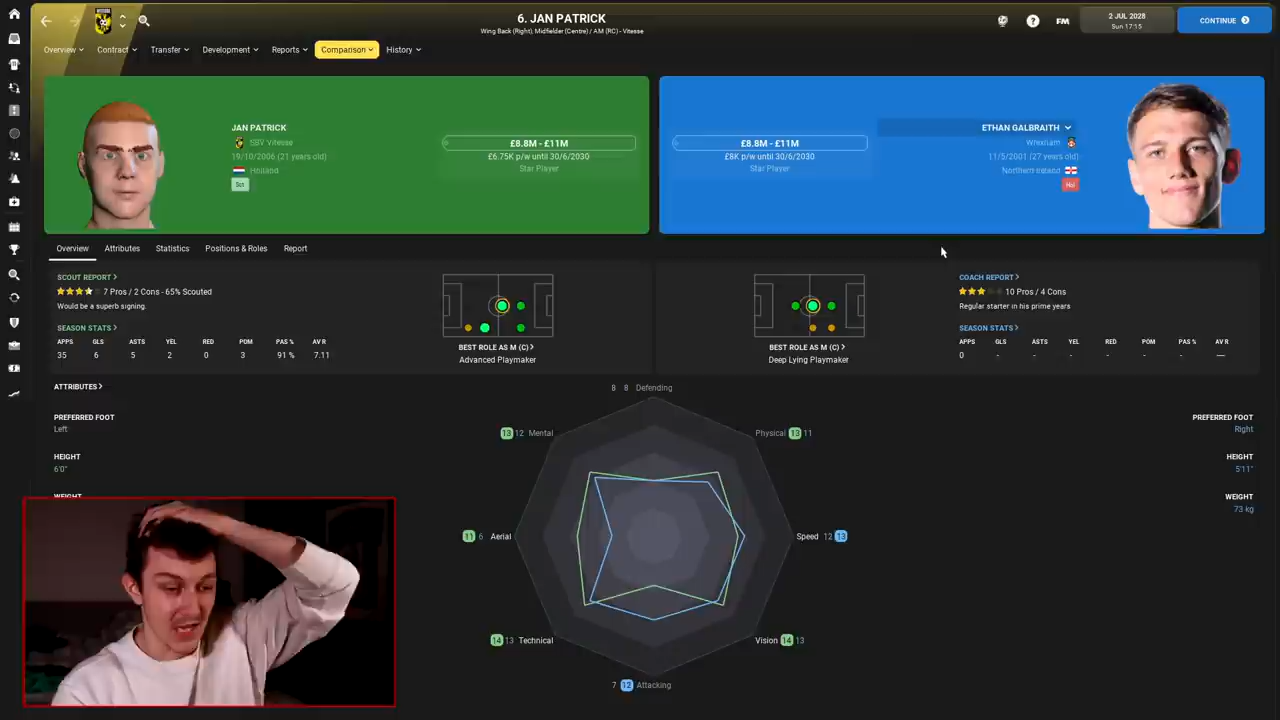 6. JAN PATRICK
Wing Back (Right), Midfielder (Centre) / AM (RC) - Vitesse
FM
2 JUL 2028
Sun 17:15
CONTINUE
Overview
Contract
Transfer
Development
Reports
Comparison
History
JAN PATRICK
SBV Vitesse
19/10/2006 (21 years old)
Holland
Sct
£8.8M - £11M
£6.75K p/w until 30/6/2030
Star Player
£8.8M - £11M
£8K p/w until 30/6/2030
Star Player
ETHAN GALBRAITH
Wrexham
11/5/2001 (27 years old)
Northern Ireland
Hol
Overview
Attributes
Statistics
Positions & Roles
Report
SCOUT REPORT
7 Pros / 2 Cons - 65% Scouted
Would be a superb signing.
SEASON STATS
APPS GLS ASTS YEL RED POM PAS % AV R
35 6 5 2 0 3 91 % 7.11
BEST ROLE AS M (C)
Advanced Playmaker
BEST ROLE AS M (C)
Deep Lying Playmaker
COACH REPORT
10 Pros / 4 Cons
Regular starter in his prime years
SEASON STATS
APPS GLS ASTS YEL RED POM PAS % AV R
0 - - - - - - —
ATTRIBUTES
PREFERRED FOOT
Left
HEIGHT
6'0"
WEIGHT
8 8 Defending
13 12 Mental
Physical 13 11
11 6 Aerial
Speed 12 13
14 13 Technical
Vision 14 13
7 12 Attacking
PREFERRED FOOT
Right
HEIGHT
5'11"
WEIGHT
73 kg